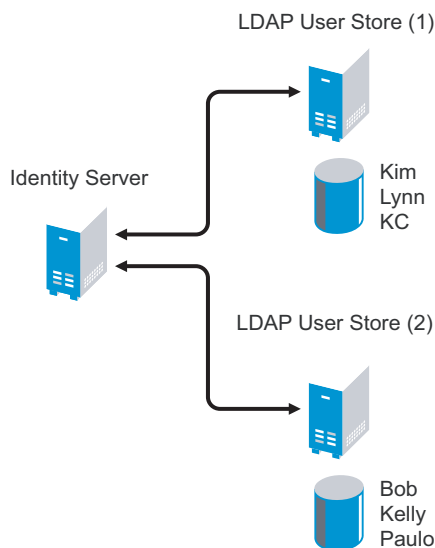 LDAP User Store (1)
Identity Server
Kim
Lynn
KC
LDAP User Store (2)
Bob
Kelly
Paulo